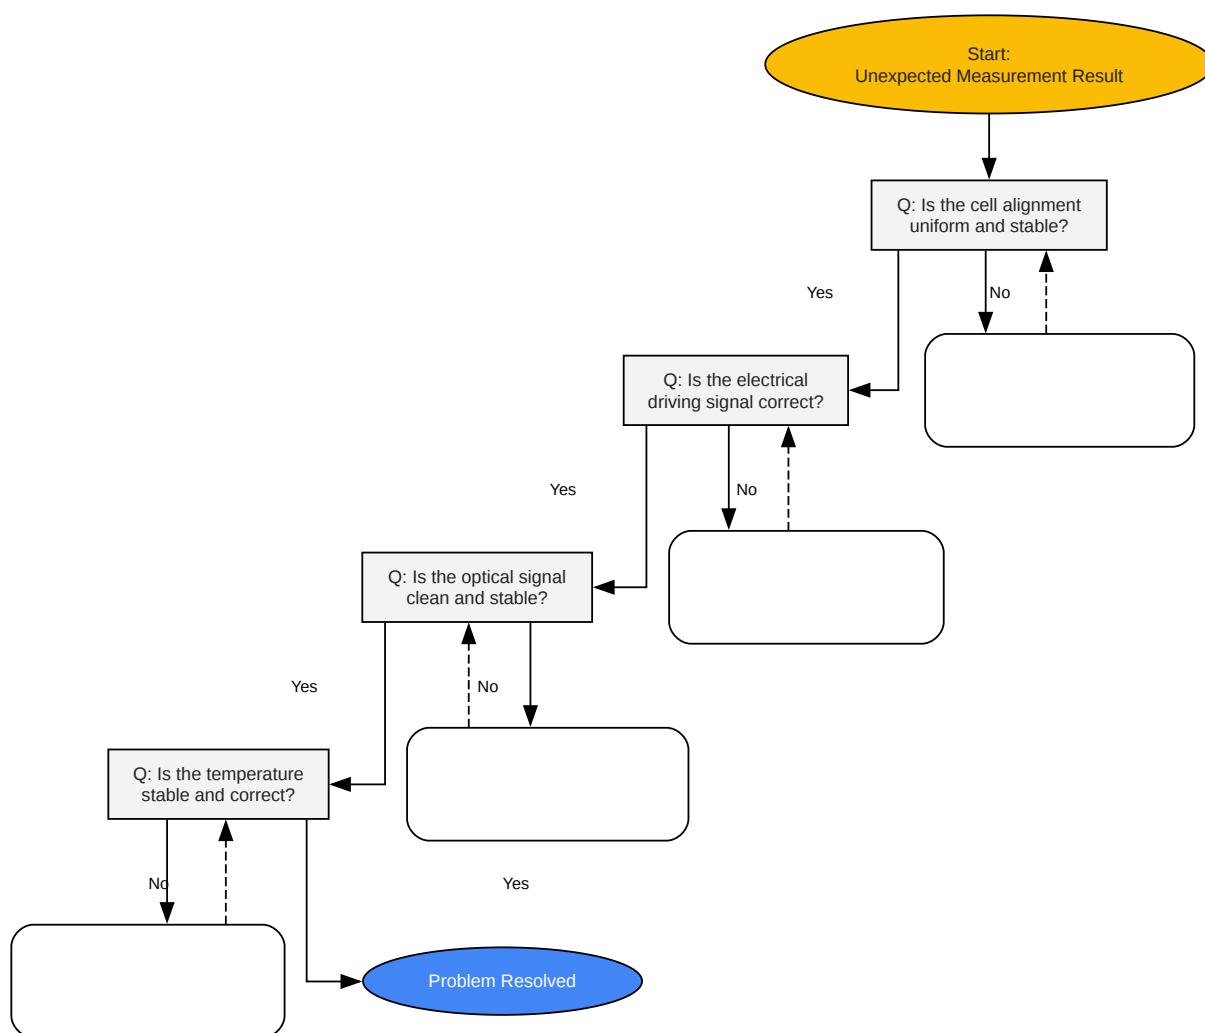 Start:
Unexpected Measurement Result
Q: Is the cell alignment
uniform and stable?
Yes
No
Q: Is the electrical
driving signal correct?
Yes
No
Q: Is the optical signal
clean and stable?
Yes
No
Q: Is the temperature
stable and correct?
No
Yes
Problem Resolved